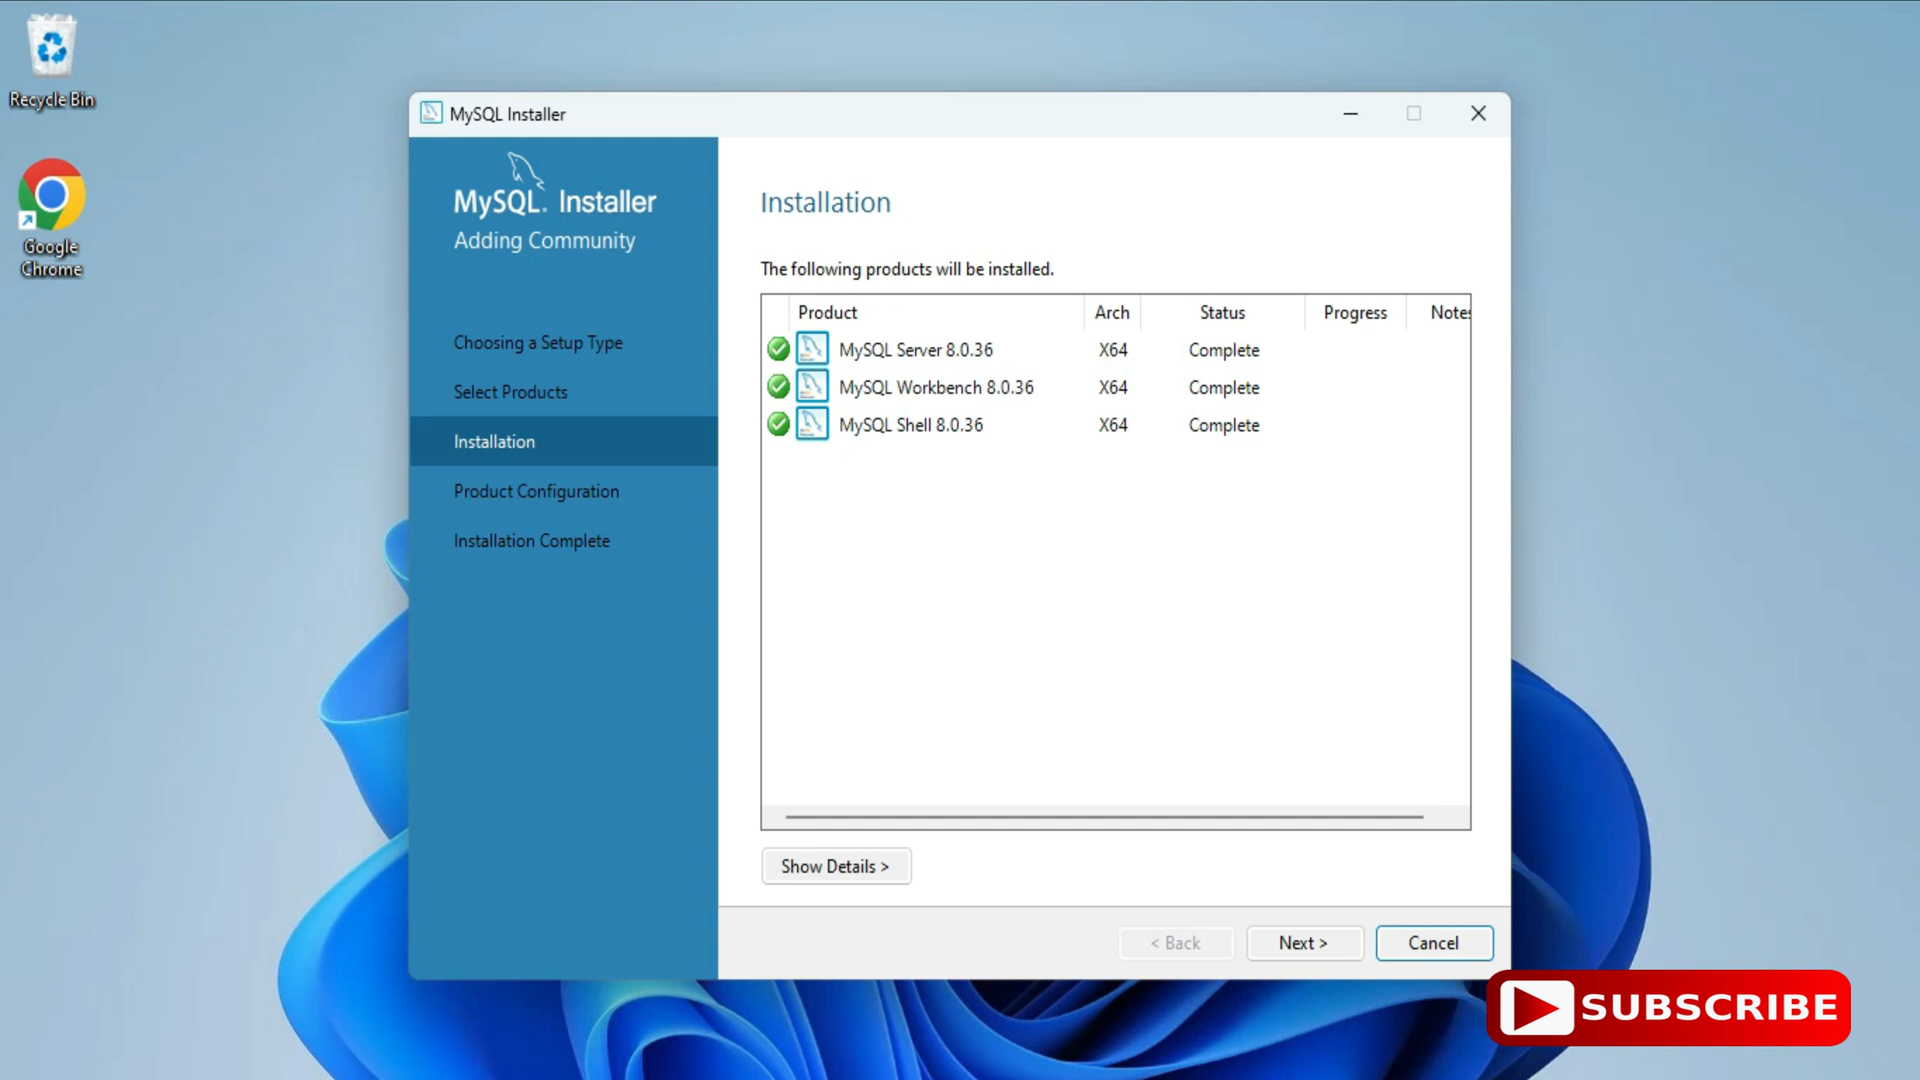 Recycle Bin
Google
Chrome
MySQL Installer
MySQL. Installer
Adding Community
Choosing a Setup Type
Select Products
Installation
Product Configuration
Installation Complete
Installation
The following products will be installed.
Product Arch Status Progress Notes
MySQL Server 8.0.36 X64 Complete
MySQL Workbench 8.0.36 X64 Complete
MySQL Shell 8.0.36 X64 Complete
Show Details >
< Back Next > Cancel
SUBSCRIBE